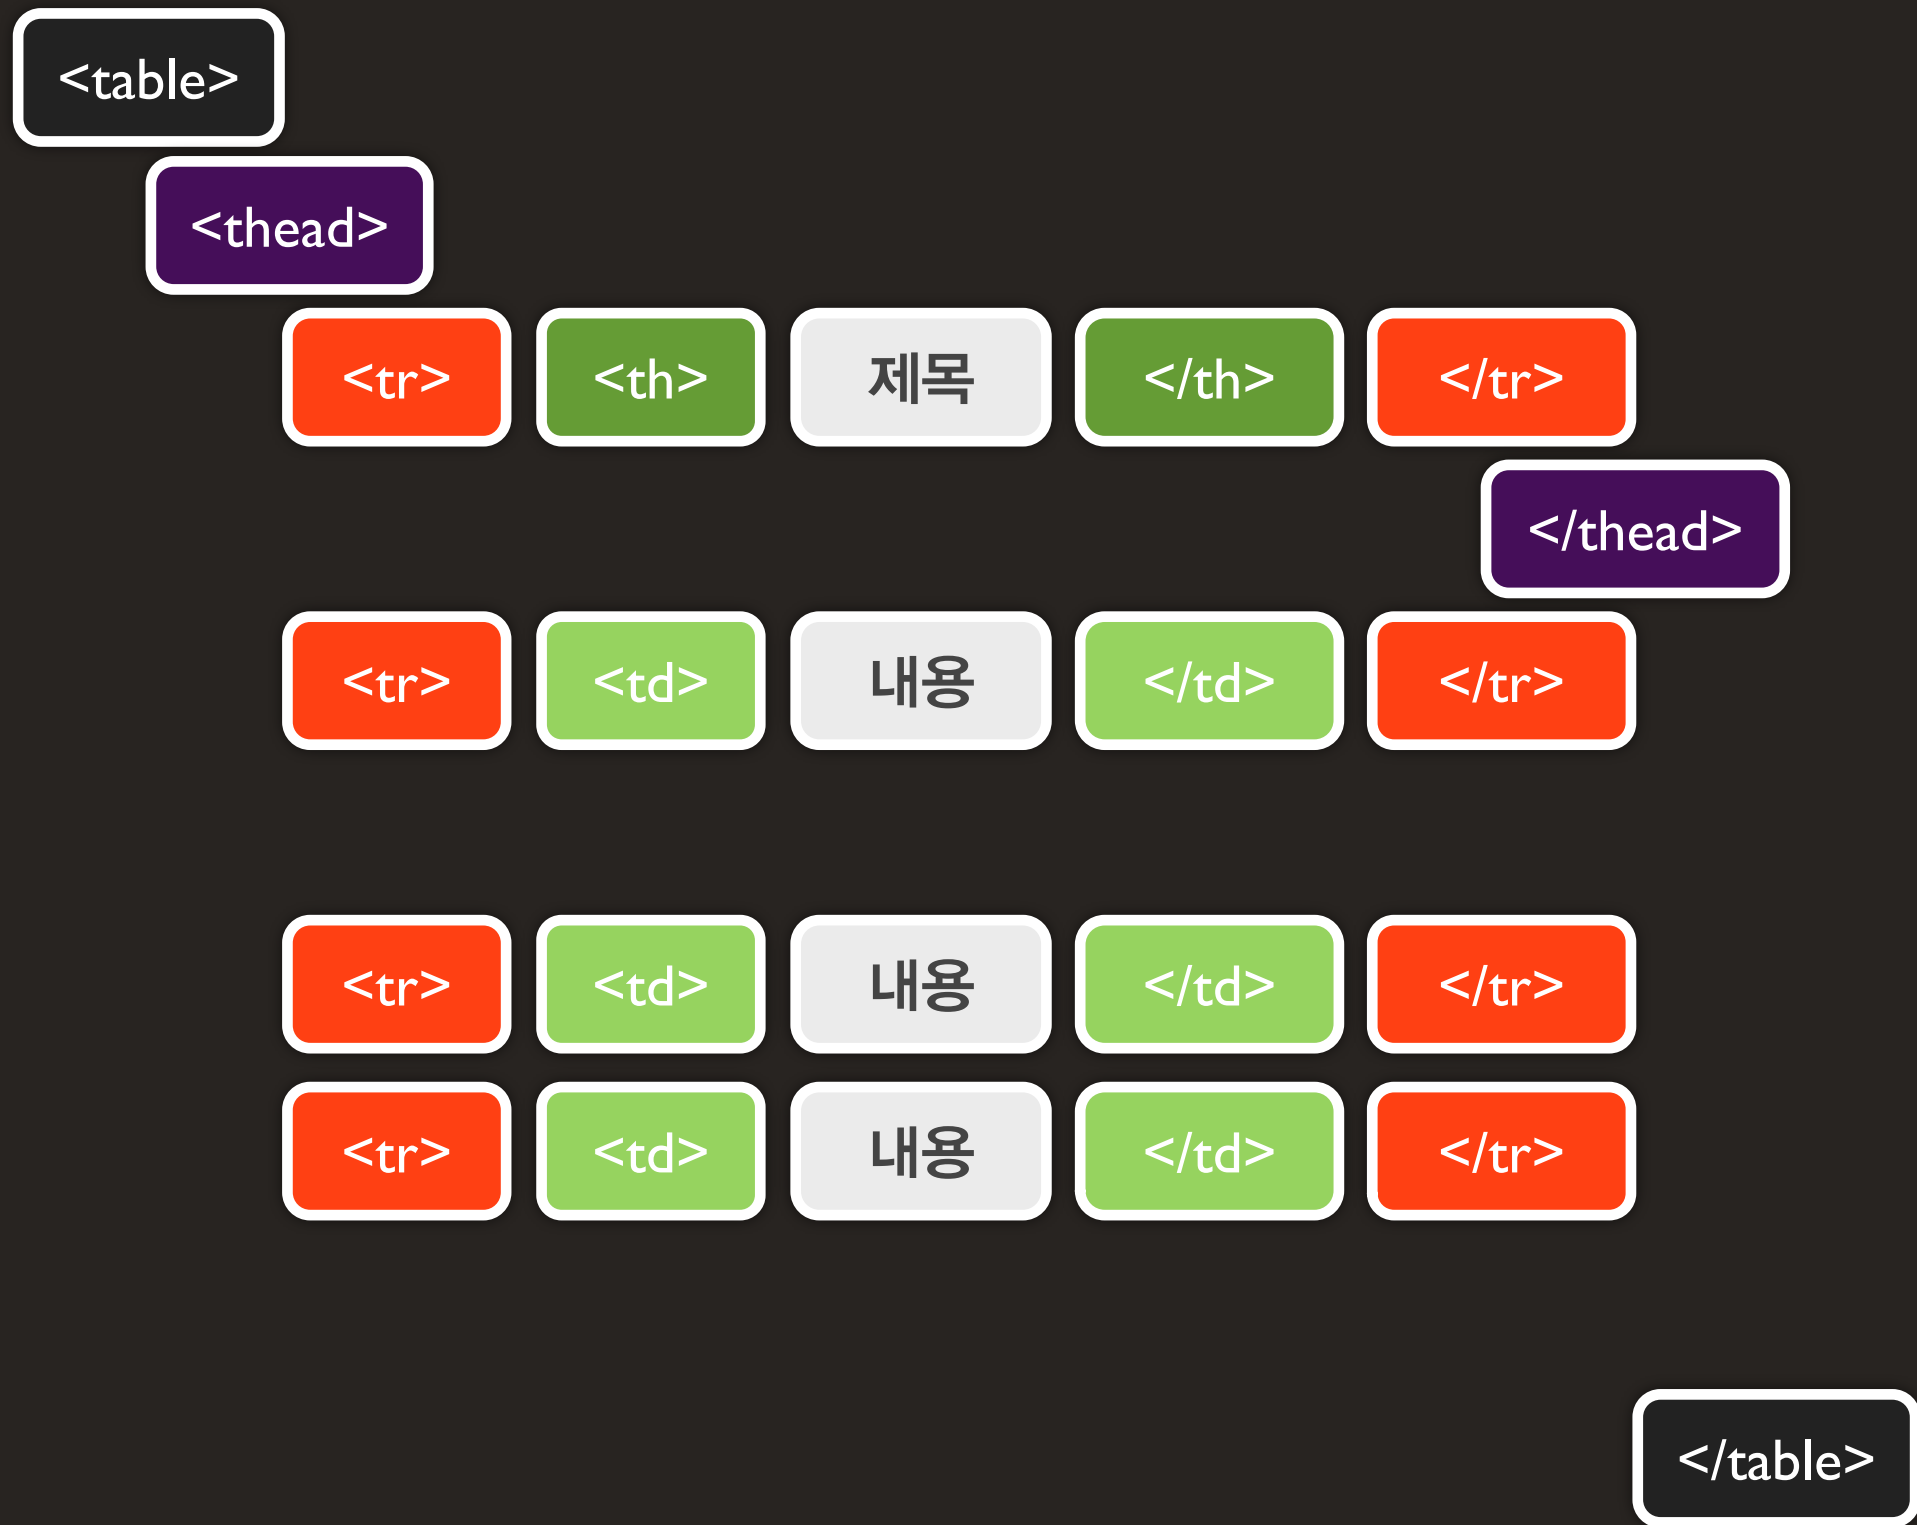 <table>
<thead>
<tr> <th> 제목 </th> </tr>
</thead>
<tr> <td> 내용 </td> </tr>
<tr> <td> 내용 </td> </tr>
<tr> <td> 내용 </td> </tr>
</table>